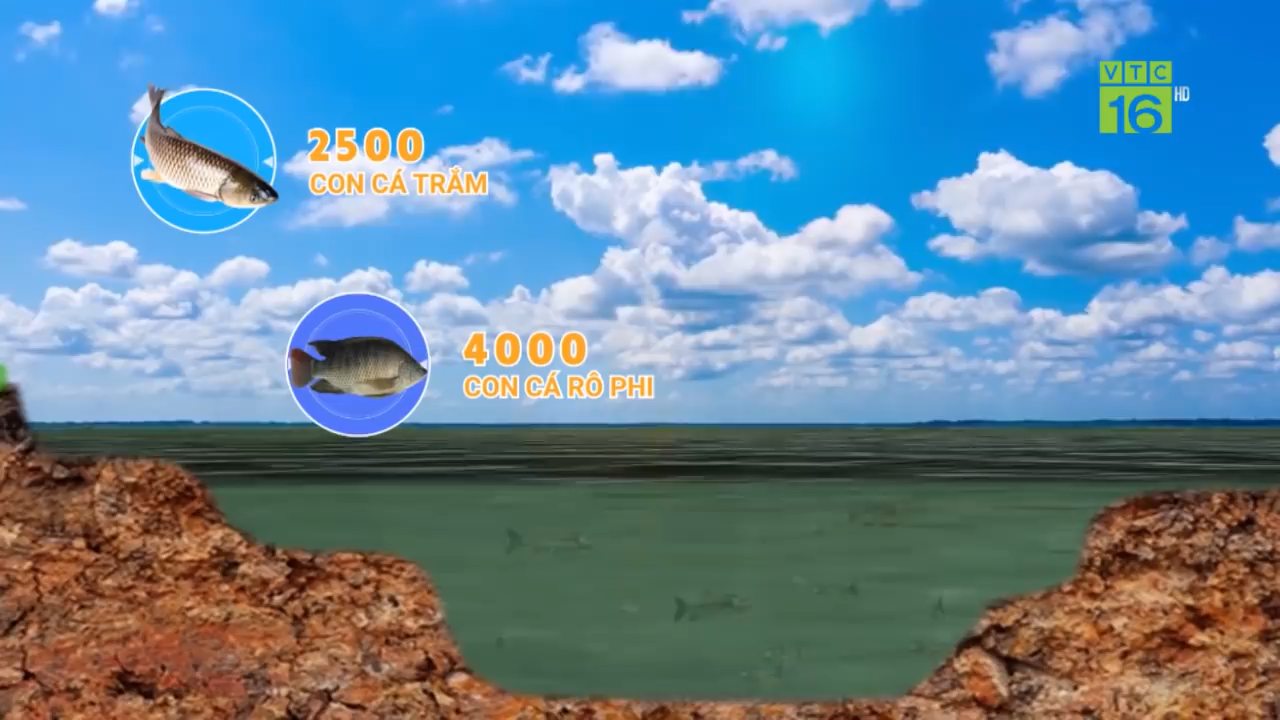 VTC
16 HD
2500
CON CÁ TRẮM
4000
CON CÁ RÔ PHI